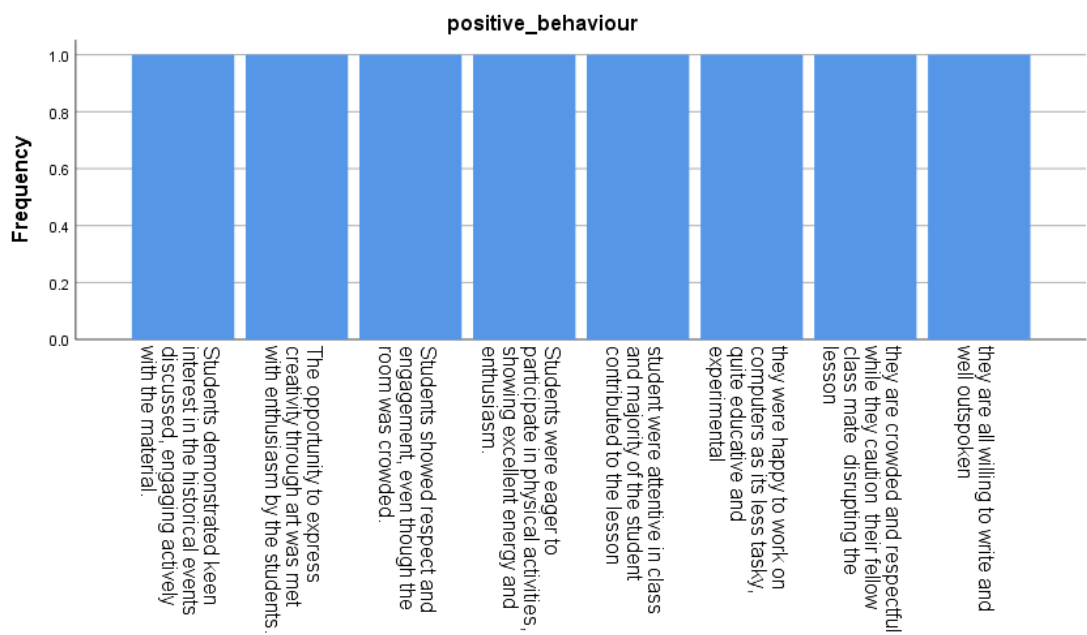 positive_behaviour
Frequency
1.0
0.8
0.6
0.4
0.2
0.0
Students demonstrated keen
interest in the historical events
discussed, engaging actively
with the material.
The opportunity to express
creativity through art was met
with enthusiasm by the students.
Students showed respect and
engagement, even though the
room was crowded.
Students were eager to
participate in physical activities,
showing excellent energy and
enthusiasm.
student were attentive in class
and majority of the student
contributed to the lesson
they were happy to work on
computers as its less tasky,
quite educative and
experimental
they are crowded and respectful
while they caution their fellow
class mate disrupting the
lesson
they are all willing to write and
well outspoken